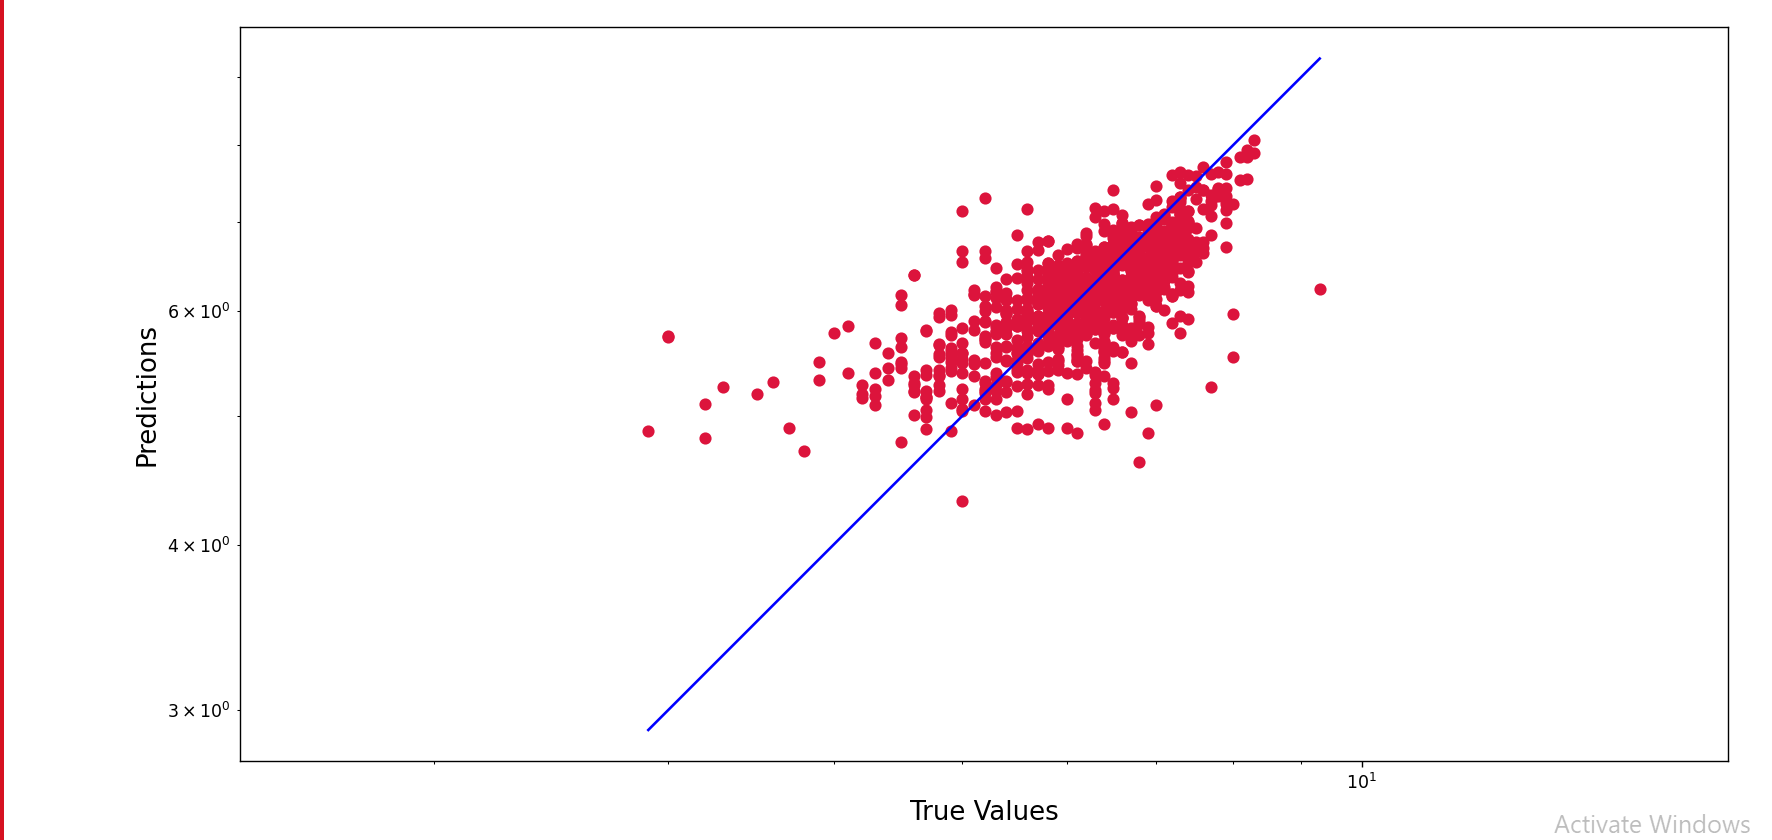 Predictions
6 × 10⁰
4 × 10⁰
3 × 10⁰
10¹
True Values
Activate Windows